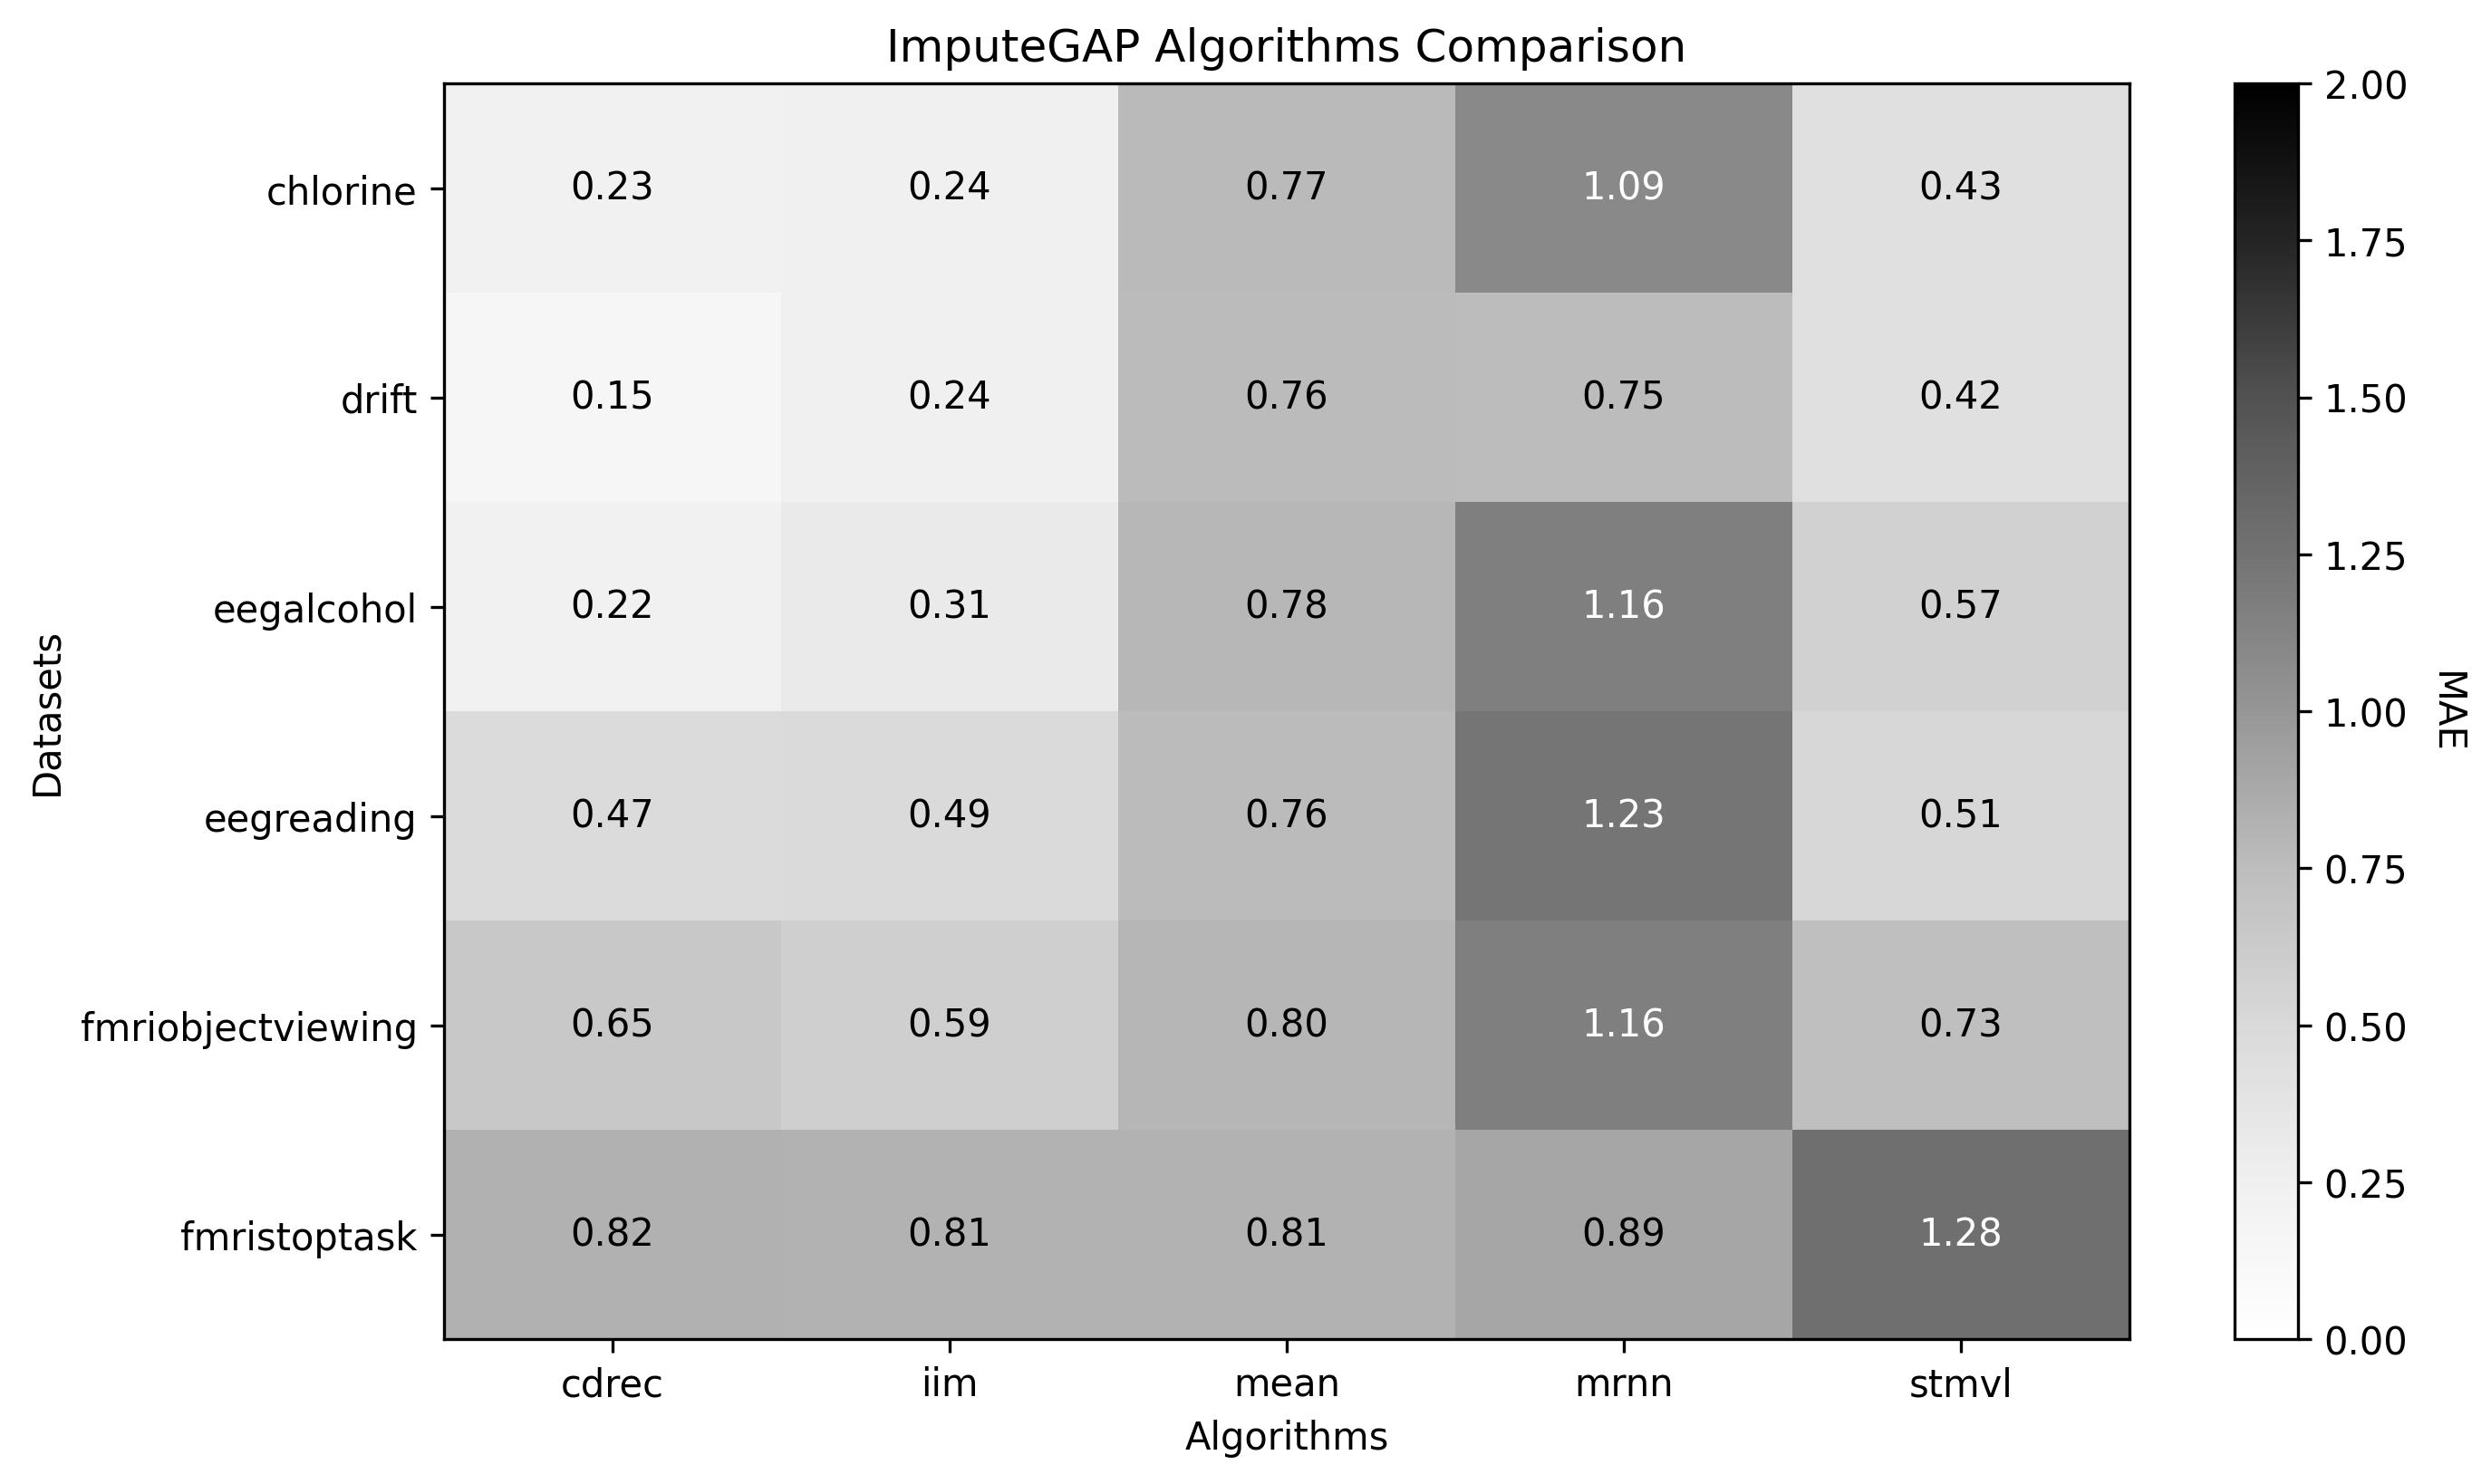 ImputeGAP Algorithms Comparison
chlorine 0.23 0.24 0.77 1.09 0.43
drift 0.15 0.24 0.76 0.75 0.42
eegalcohol 0.22 0.31 0.78 1.16 0.57
eegreading 0.47 0.49 0.76 1.23 0.51
fmriobjectviewing 0.65 0.59 0.80 1.16 0.73
fmristoptask 0.82 0.81 0.81 0.89 1.28
cdrec iim mean mrnn stmvl
Algorithms
Datasets
2.00
1.75
1.50
1.25
1.00
0.75
0.50
0.25
0.00
MAE